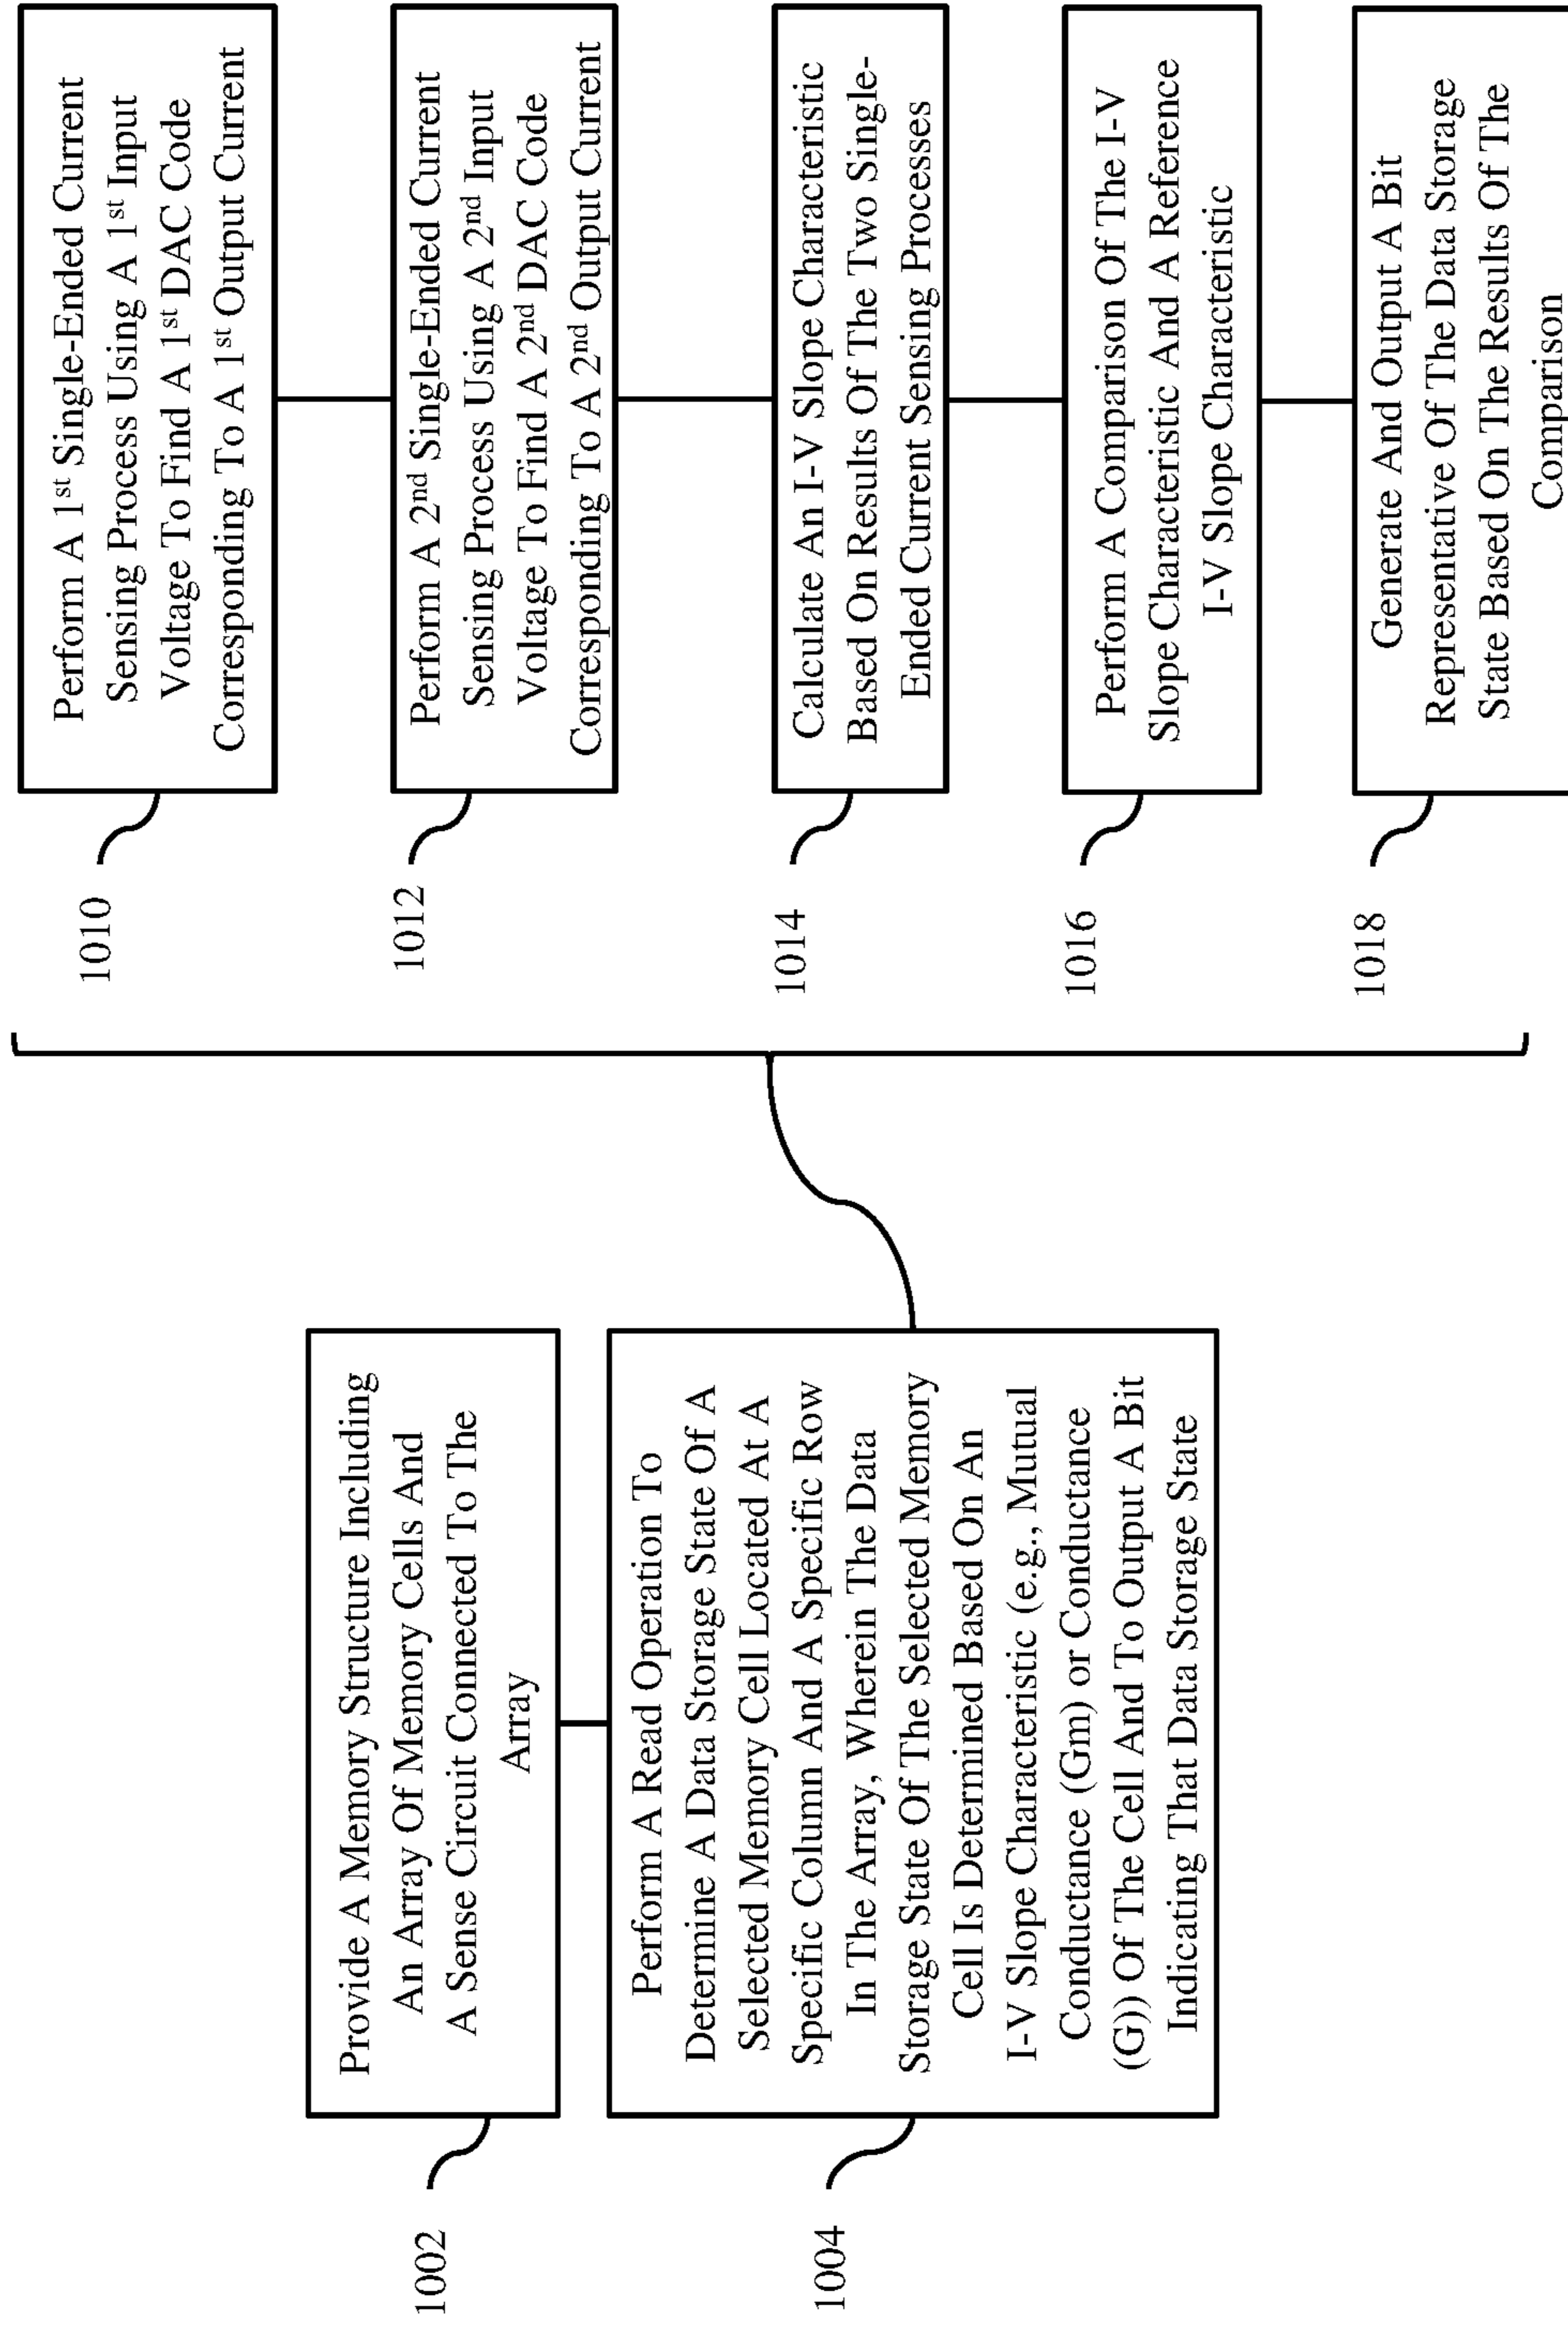 1002
Provide A Memory Structure Including
An Array Of Memory Cells And
A Sense Circuit Connected To The
Array
1004
Perform A Read Operation To
Determine A Data Storage State Of A
Selected Memory Cell Located At A
Specific Column And A Specific Row
In The Array, Wherein The Data
Storage State Of The Selected Memory
Cell Is Determined Based On An
I-V Slope Characteristic (e.g., Mutual
Conductance (Gm) or Conductance
(G)) Of The Cell And To Output A Bit
Indicating That Data Storage State
1010
Perform A 1st Single-Ended Current
Sensing Process Using A 1st Input
Voltage To Find A 1st DAC Code
Corresponding To A 1st Output Current
1012
Perform A 2nd Single-Ended Current
Sensing Process Using A 2nd Input
Voltage To Find A 2nd DAC Code
Corresponding To A 2nd Output Current
1014
Calculate An I-V Slope Characteristic
Based On Results Of The Two Single-
Ended Current Sensing Processes
1016
Perform A Comparison Of The I-V
Slope Characteristic And A Reference
I-V Slope Characteristic
1018
Generate And Output A Bit
Representative Of The Data Storage
State Based On The Results Of The
Comparison